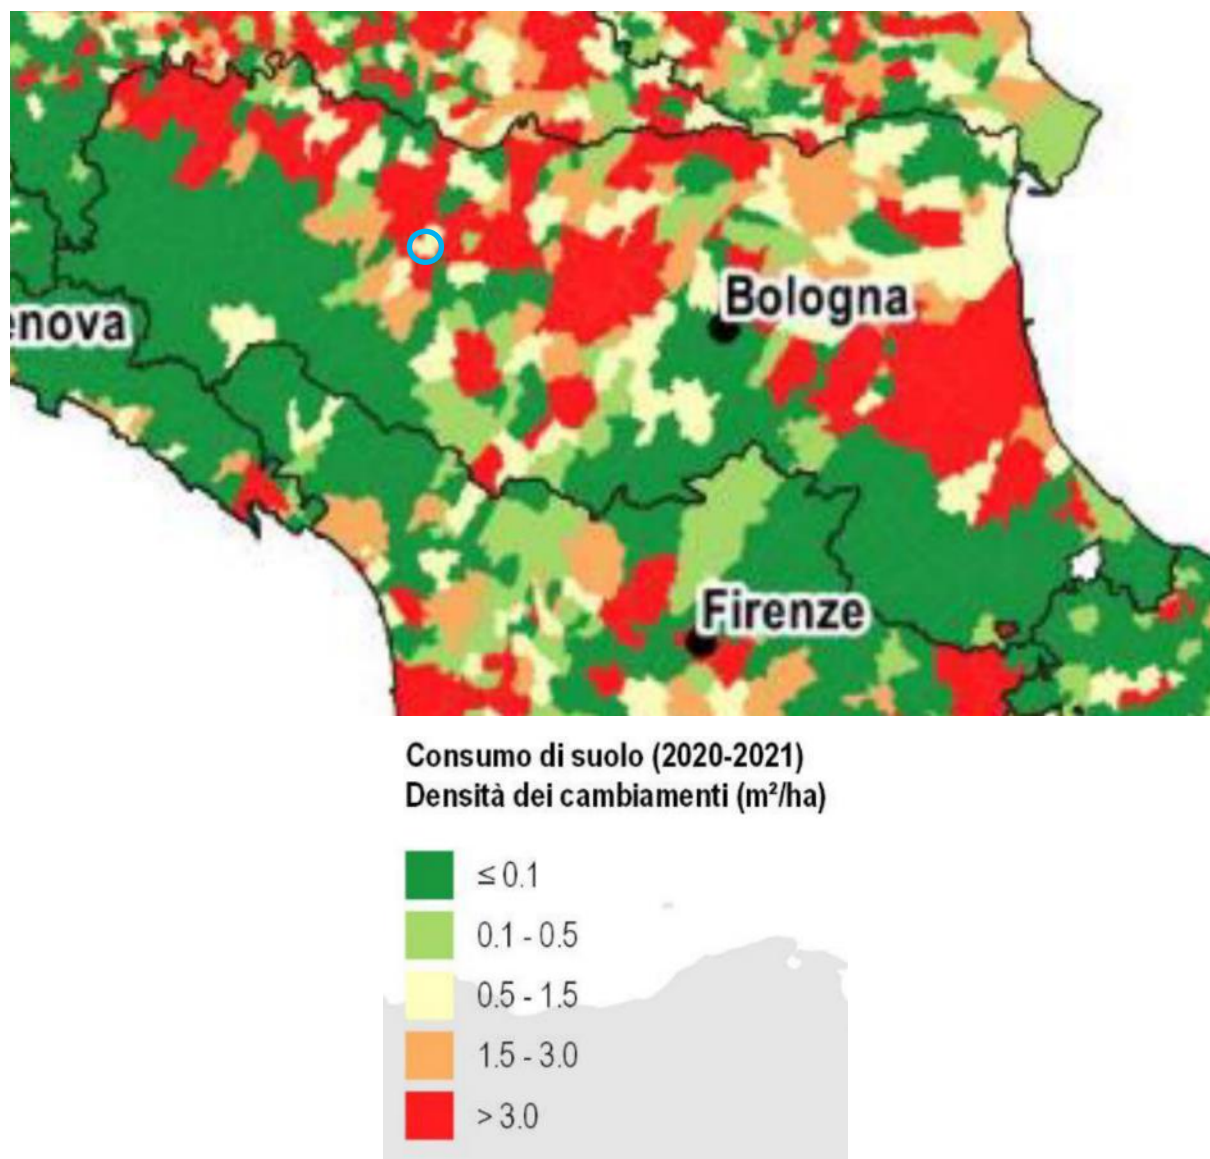 Bologna
enova
Firenze
Consumo di suolo (2020-2021)
Densità dei cambiamenti (m²/ha)
≤ 0.1
0.1 - 0.5
0.5 - 1.5
1.5 - 3.0
> 3.0